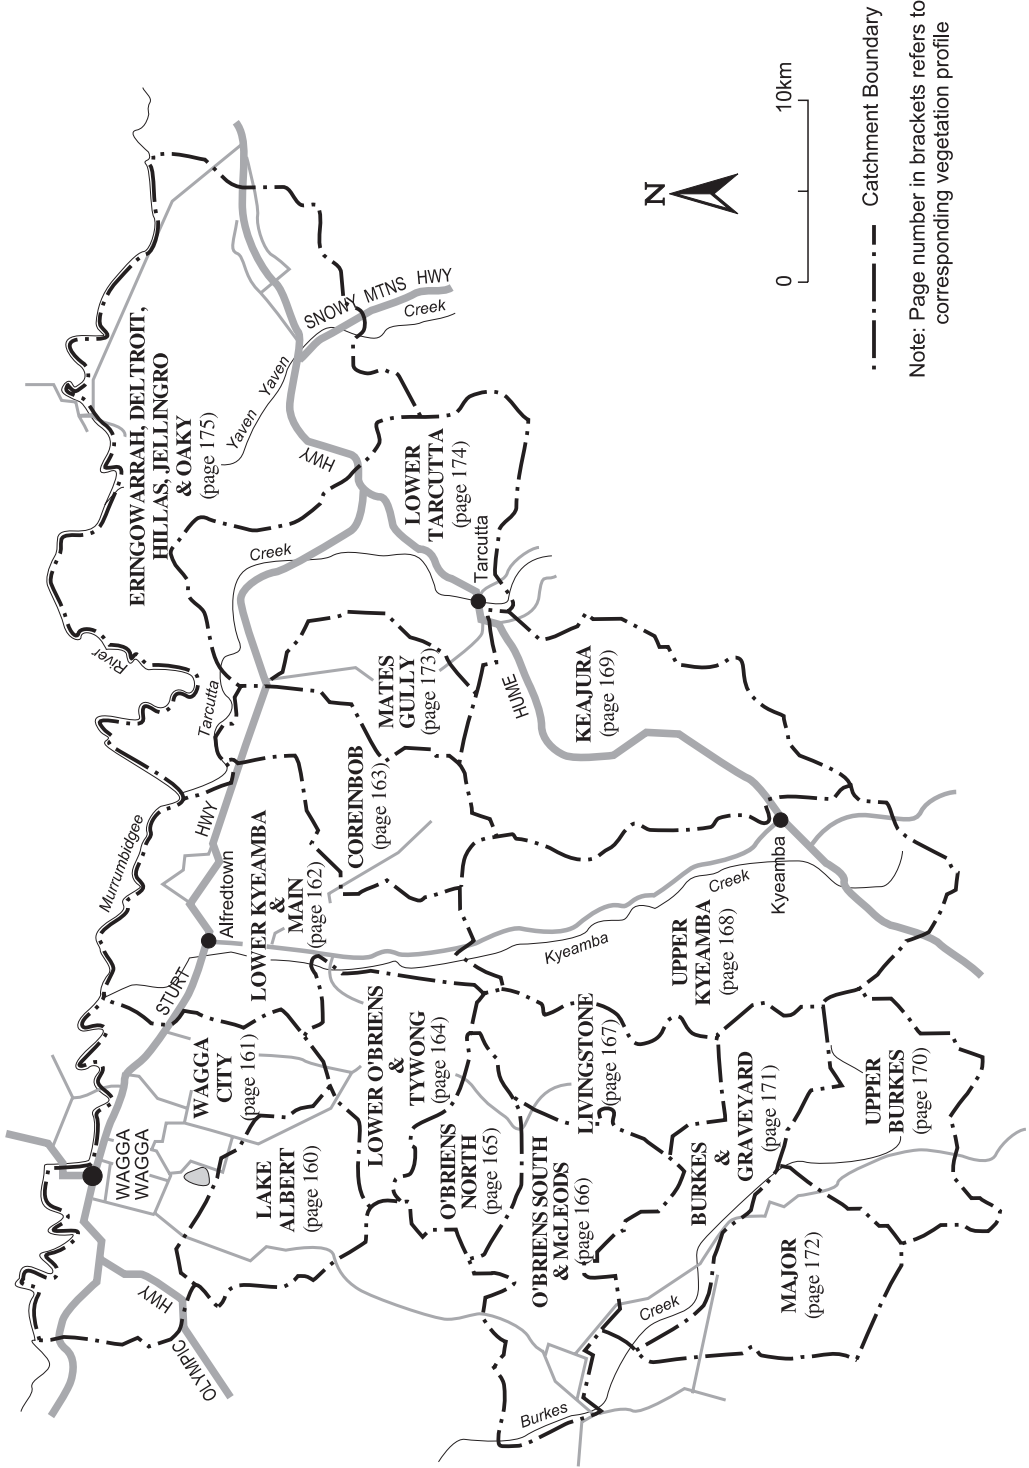 ERINGOWARRAH, DELTROIT,
HILLAS, JELLINGRO
& OAKY
(page 175)
Yaven Yaven
Creek
SNOWY MTNS HWY
HWY
LOWER
TARCUTTA
(page 174)
Tarcutta
Creek
River
Tarcutta
MATES
GULLY
(page 173)
HUME
KEAJURA
(page 169)
Murrumbidgee
HWY
Alfredtown
STURT
COREINBOB
(page 163)
LOWER KYEAMBA
&
MAIN
(page 162)
Kyeamba
Creek
Kyeamba
UPPER
KYEAMBA
(page 168)
WAGGA
CITY
(page 161)
LOWER O'BRIENS
&
TYWONG
(page 164)
LIVINGSTONE
(page 167)
WAGGA
WAGGA
LAKE
ALBERT
(page 160)
O'BRIENS
NORTH
(page 165)
O'BRIENS SOUTH
& McLEODS
(page 166)
BURKES
&
GRAVEYARD
(page 171)
UPPER
BURKES
(page 170)
MAJOR
(page 172)
OLYMPIC
HWY
Burkes
Creek
N
0
10km
Catchment Boundary
Note: Page number in brackets refers to
corresponding vegetation profile